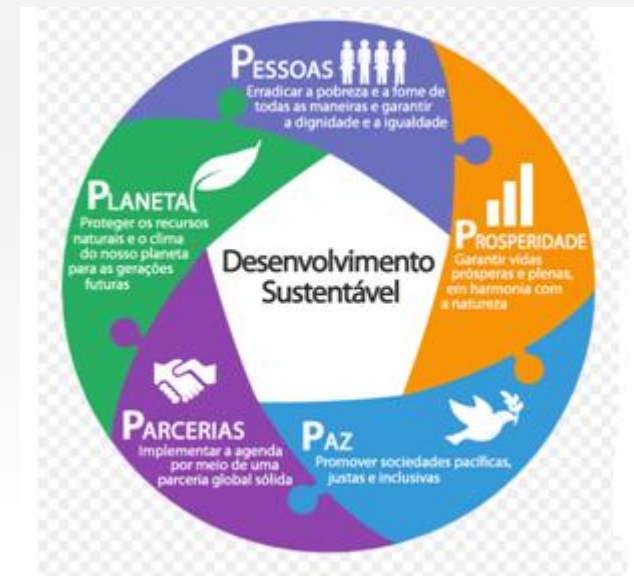 PESSOAS
Erradicar a pobreza e a fome de
todas as maneiras e garantir
a dignidade e a igualdade
PROSPERIDADE
Garantir vidas
prósperas e plenas,
em harmonia com
a natureza
PAZ
Promover sociedades pacíficas,
justas e inclusivas
PARCERIAS
Implementar a agenda
por meio de uma
parceria global sólida
PLANETA
Proteger os recursos
naturais e o clima
do nosso planeta
para as gerações
futuras
Desenvolvimento
Sustentável